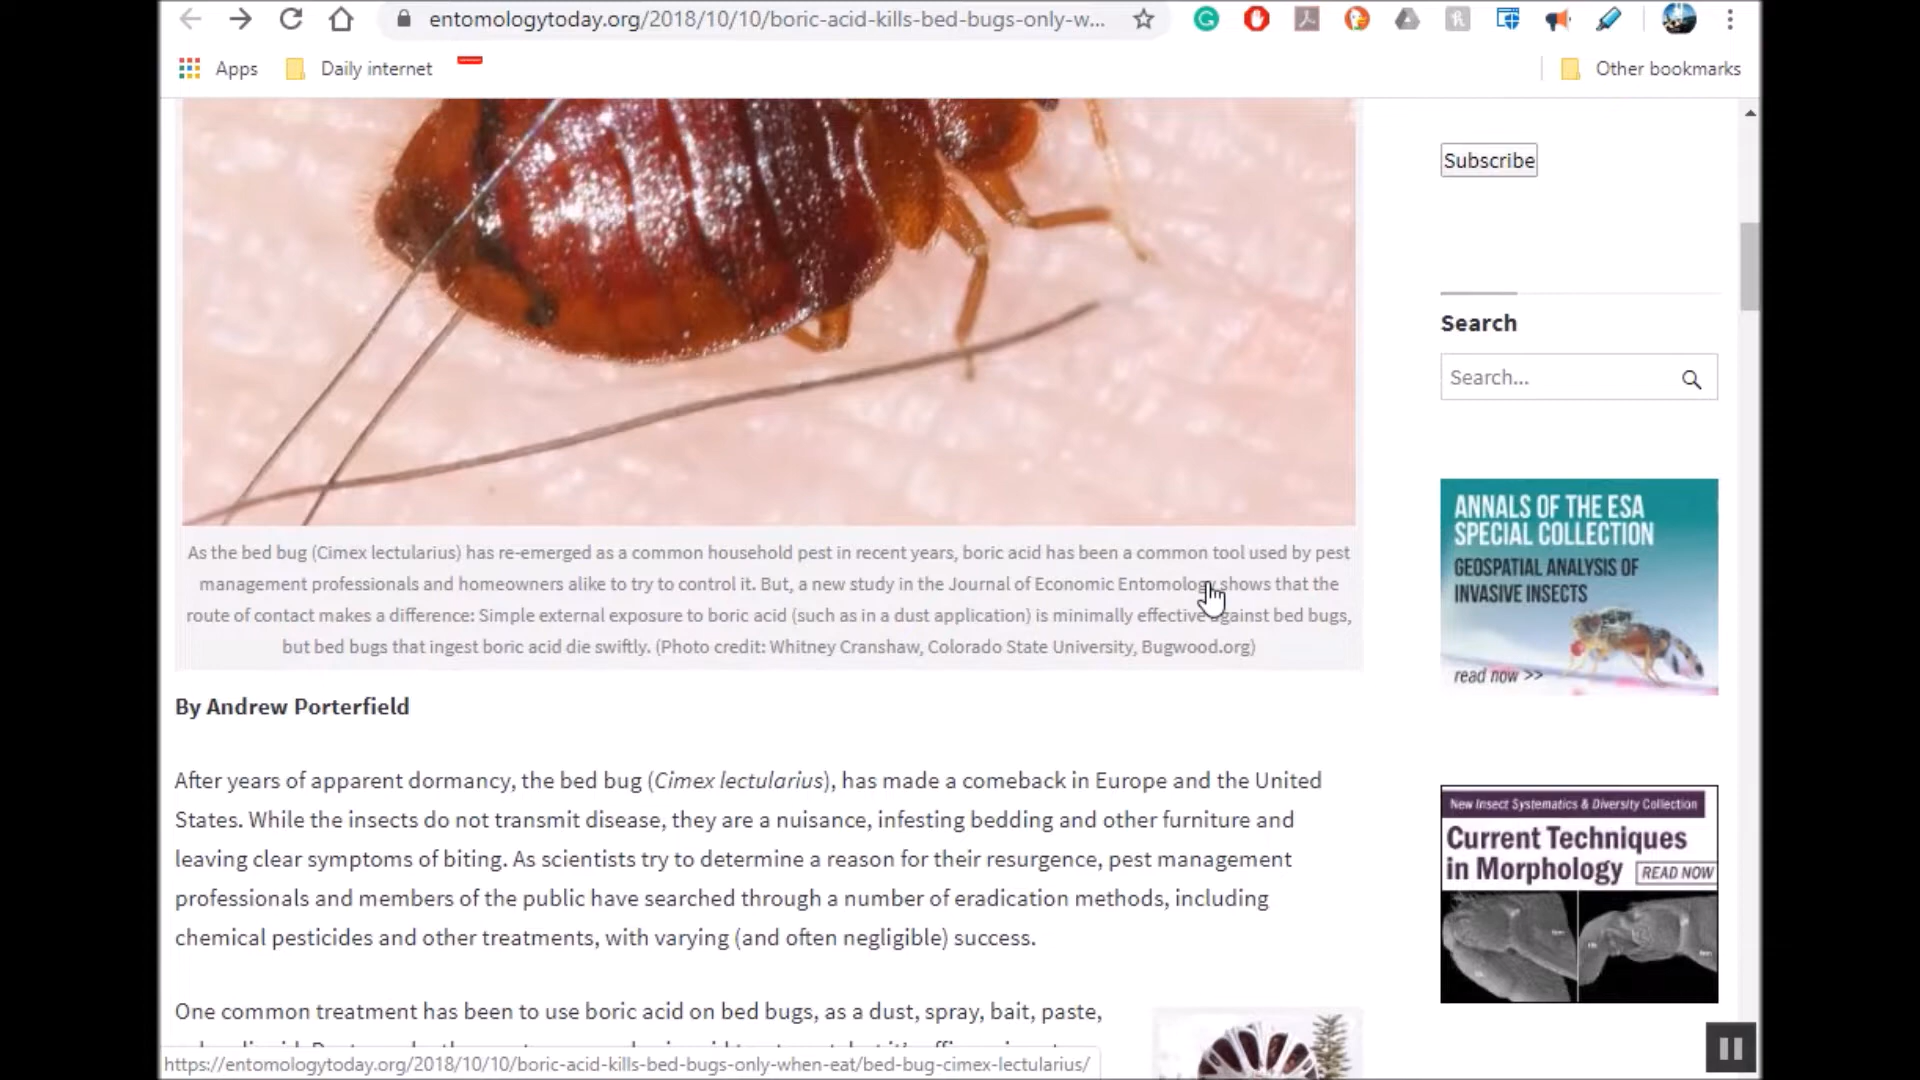 entomologytoday.org/2018/10/10/boric-acid-kills-bed-bugs-only-w...
Apps
Daily internet
Other bookmarks
Subscribe
Search
Search...
ANNALS OF THE ESA
SPECIAL COLLECTION
GEOSPATIAL ANALYSIS OF
INVASIVE INSECTS
read now >>
As the bed bug (Cimex lectularius) has re-emerged as a common household pest in recent years, boric acid has been a common tool used by pest
management professionals and homeowners alike to try to control it. But, a new study in the Journal of Economic Entomology shows that the
route of contact makes a difference: Simple external exposure to boric acid (such as in a dust application) is minimally effective against bed bugs,
but bed bugs that ingest boric acid die swiftly. (Photo credit: Whitney Cranshaw, Colorado State University, Bugwood.org)
By Andrew Porterfield
After years of apparent dormancy, the bed bug (Cimex lectularius), has made a comeback in Europe and the United
States. While the insects do not transmit disease, they are a nuisance, infesting bedding and other furniture and
leaving clear symptoms of biting. As scientists try to determine a reason for their resurgence, pest management
professionals and members of the public have searched through a number of eradication methods, including
chemical pesticides and other treatments, with varying (and often negligible) success.
New Insect Systematics & Diversity Collection
Current Techniques
in Morphology READ NOW
One common treatment has been to use boric acid on bed bugs, as a dust, spray, bait, paste,
https://entomologytoday.org/2018/10/10/boric-acid-kills-bed-bugs-only-when-eat/bed-bug-cimex-lectularius/